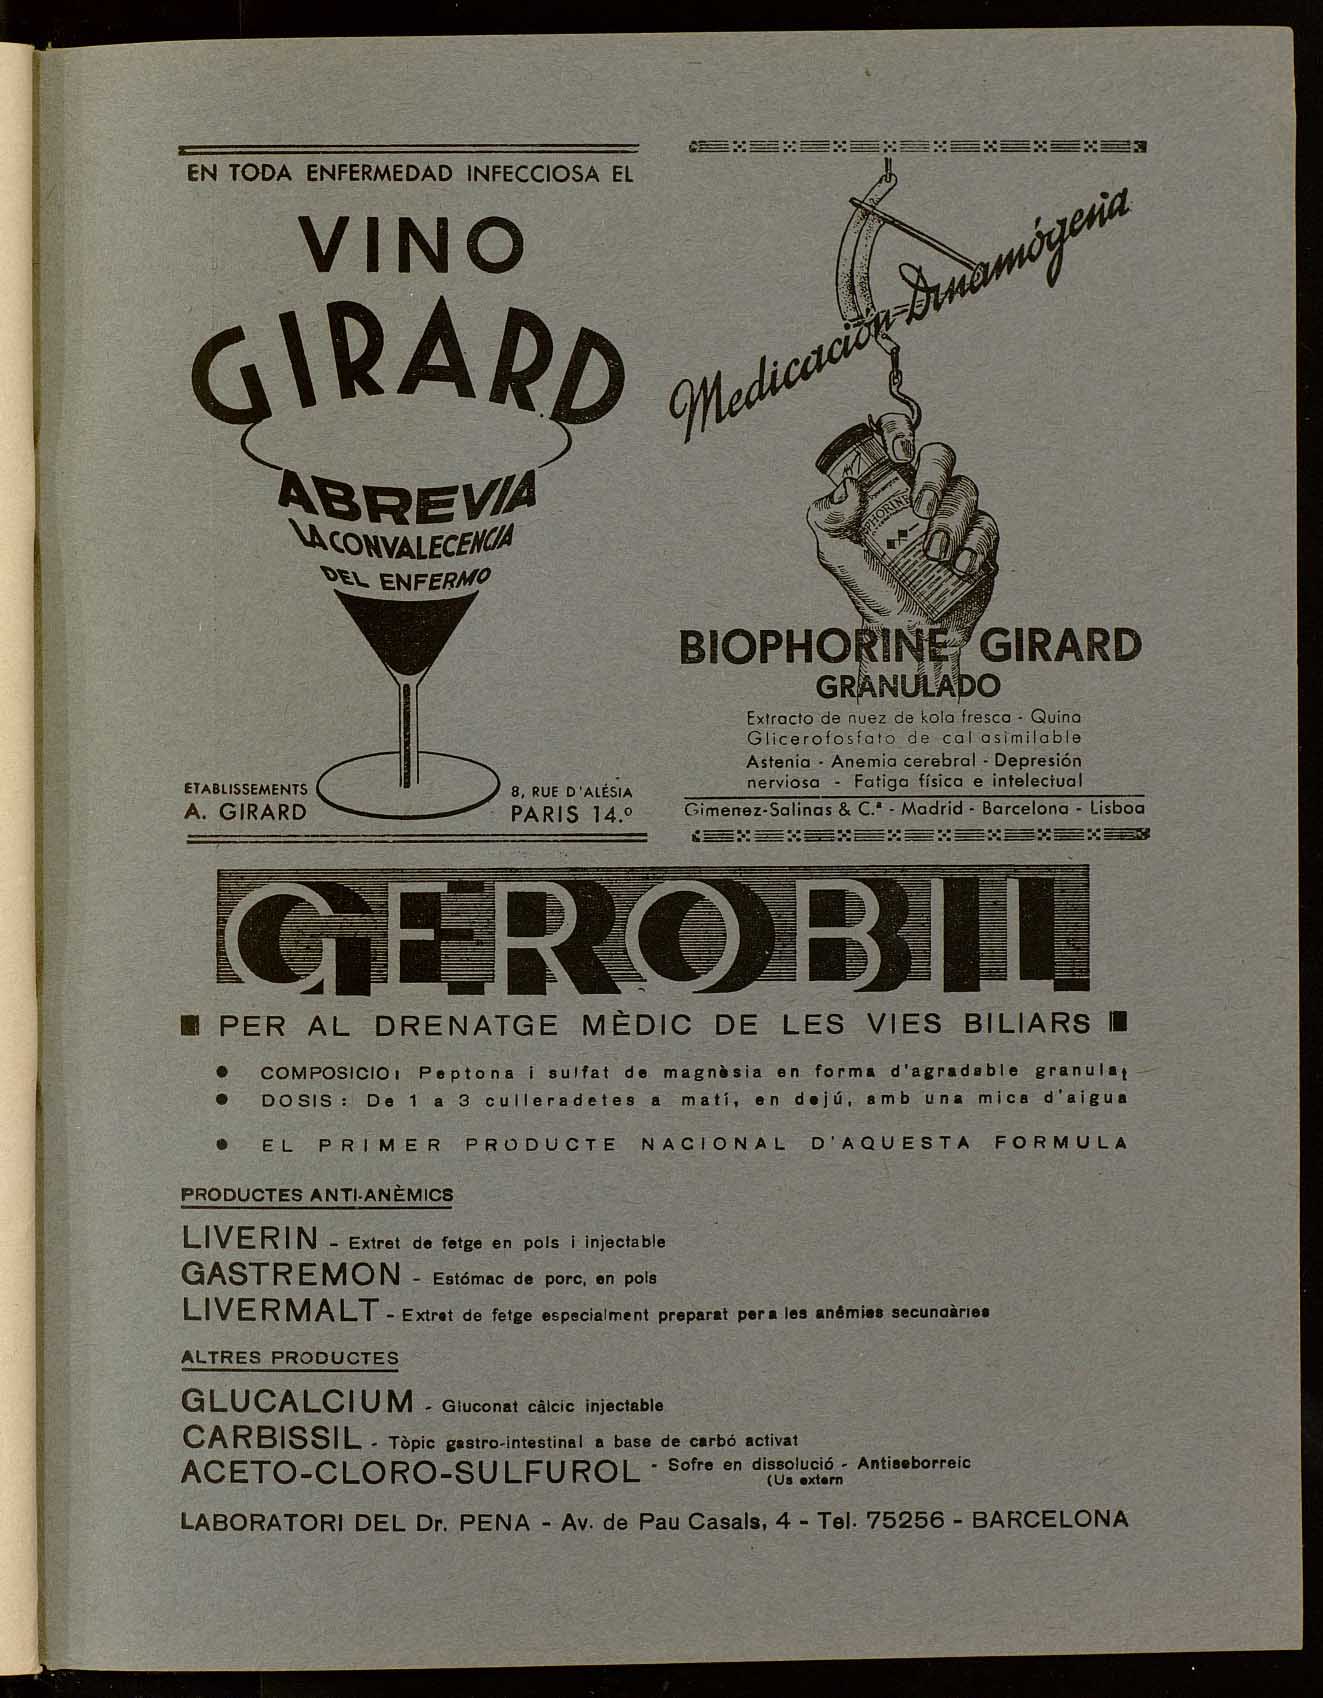 EN TODA ENFERMEDAD INFECCIOSA EL
VINO
GIRARD
ABREVIA
LA CONVALECENCIA
DEL ENFERMO
ETABLISSEMENTS
A. GIRARD
8, RUE D'ALÉSIA
PARIS 14.º
Medicación Dinamógena
PHORINE
BIOPHORINE GIRARD
GRANULADO
Extracto de nuez de kola fresca - Quina
Glicerofosfato de cal asimilable
Astenia - Anemia cerebral - Depresión
nerviosa - Fatiga física e intelectual
Gimenez-Salinas & C.ª - Madrid - Barcelona - Lisboa
GEROBIL
PER AL DRENATGE MÈDIC DE LES VIES BILIARS
● COMPOSICIO: Peptona i sulfat de magnèsia en forma d'agradable granulat
● DOSIS: De 1 a 3 culleradetes a matí, en dejú, amb una mica d'aigua
● EL PRIMER PRODUCTE NACIONAL D'AQUESTA FORMULA
PRODUCTES ANTI-ANÈMICS
LIVERIN - Extret de fetge en pols i injectable
GASTREMON - Estómac de porc, en pols
LIVERMALT - Extret de fetge especialment preparat per a les anémies secundàries
ALTRES PRODUCTES
GLUCALCIUM - Gluconat càlcic injectable
CARBISSIL - Tòpic gastro-intestinal a base de carbó activat
ACETO-CLORO-SULFUROL - Sofre en dissolució - Antiseborreic
(Us extern
LABORATORI DEL Dr. PENA - Av. de Pau Casals, 4 - Tel. 75256 - BARCELONA